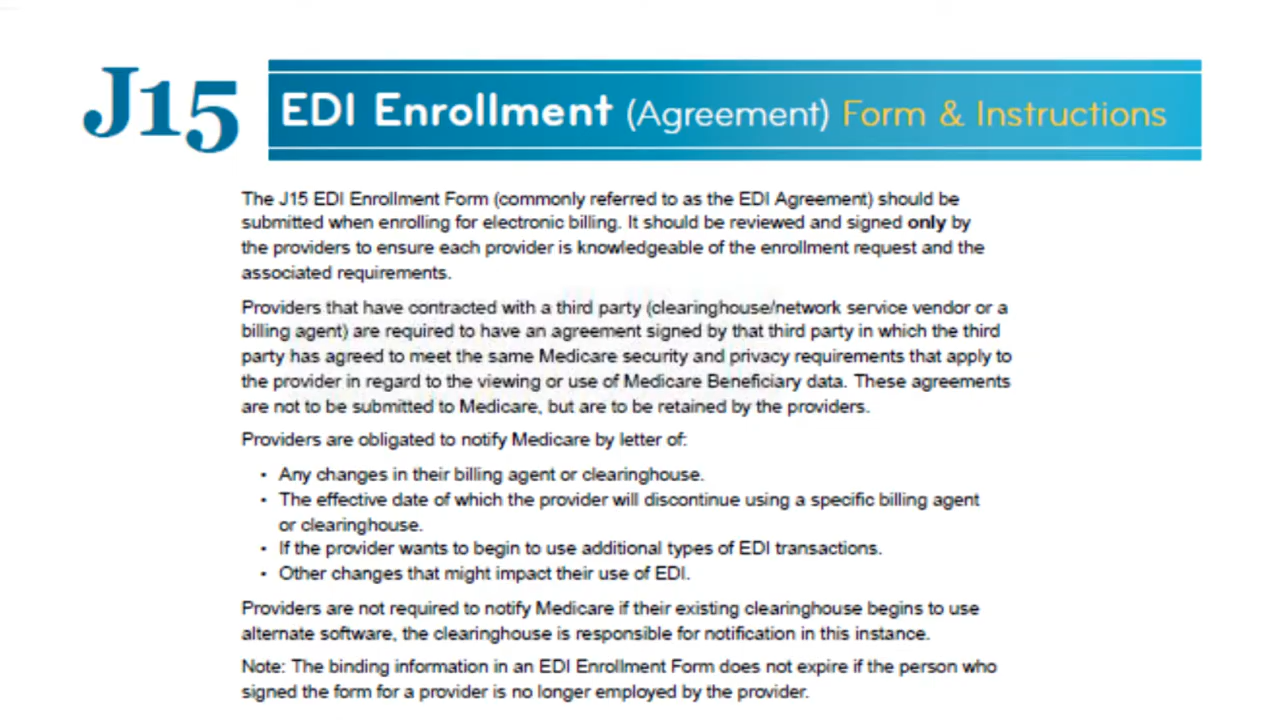 J15 EDI Enrollment (Agreement) Form & Instructions
The J15 EDI Enrollment Form (commonly referred to as the EDI Agreement) should be
submitted when enrolling for electronic billing. It should be reviewed and signed only by
the providers to ensure each provider is knowledgeable of the enrollment request and the
associated requirements.
Providers that have contracted with a third party (clearinghouse/network service vendor or a
billing agent) are required to have an agreement signed by that third party in which the third
party has agreed to meet the same Medicare security and privacy requirements that apply to
the provider in regard to the viewing or use of Medicare Beneficiary data. These agreements
are not to be submitted to Medicare, but are to be retained by the providers.
Providers are obligated to notify Medicare by letter of:
• Any changes in their billing agent or clearinghouse.
• The effective date of which the provider will discontinue using a specific billing agent
or clearinghouse.
• If the provider wants to begin to use additional types of EDI transactions.
• Other changes that might impact their use of EDI.
Providers are not required to notify Medicare if their existing clearinghouse begins to use
alternate software, the clearinghouse is responsible for notification in this instance.
Note: The binding information in an EDI Enrollment Form does not expire if the person who
signed the form for a provider is no longer employed by the provider.